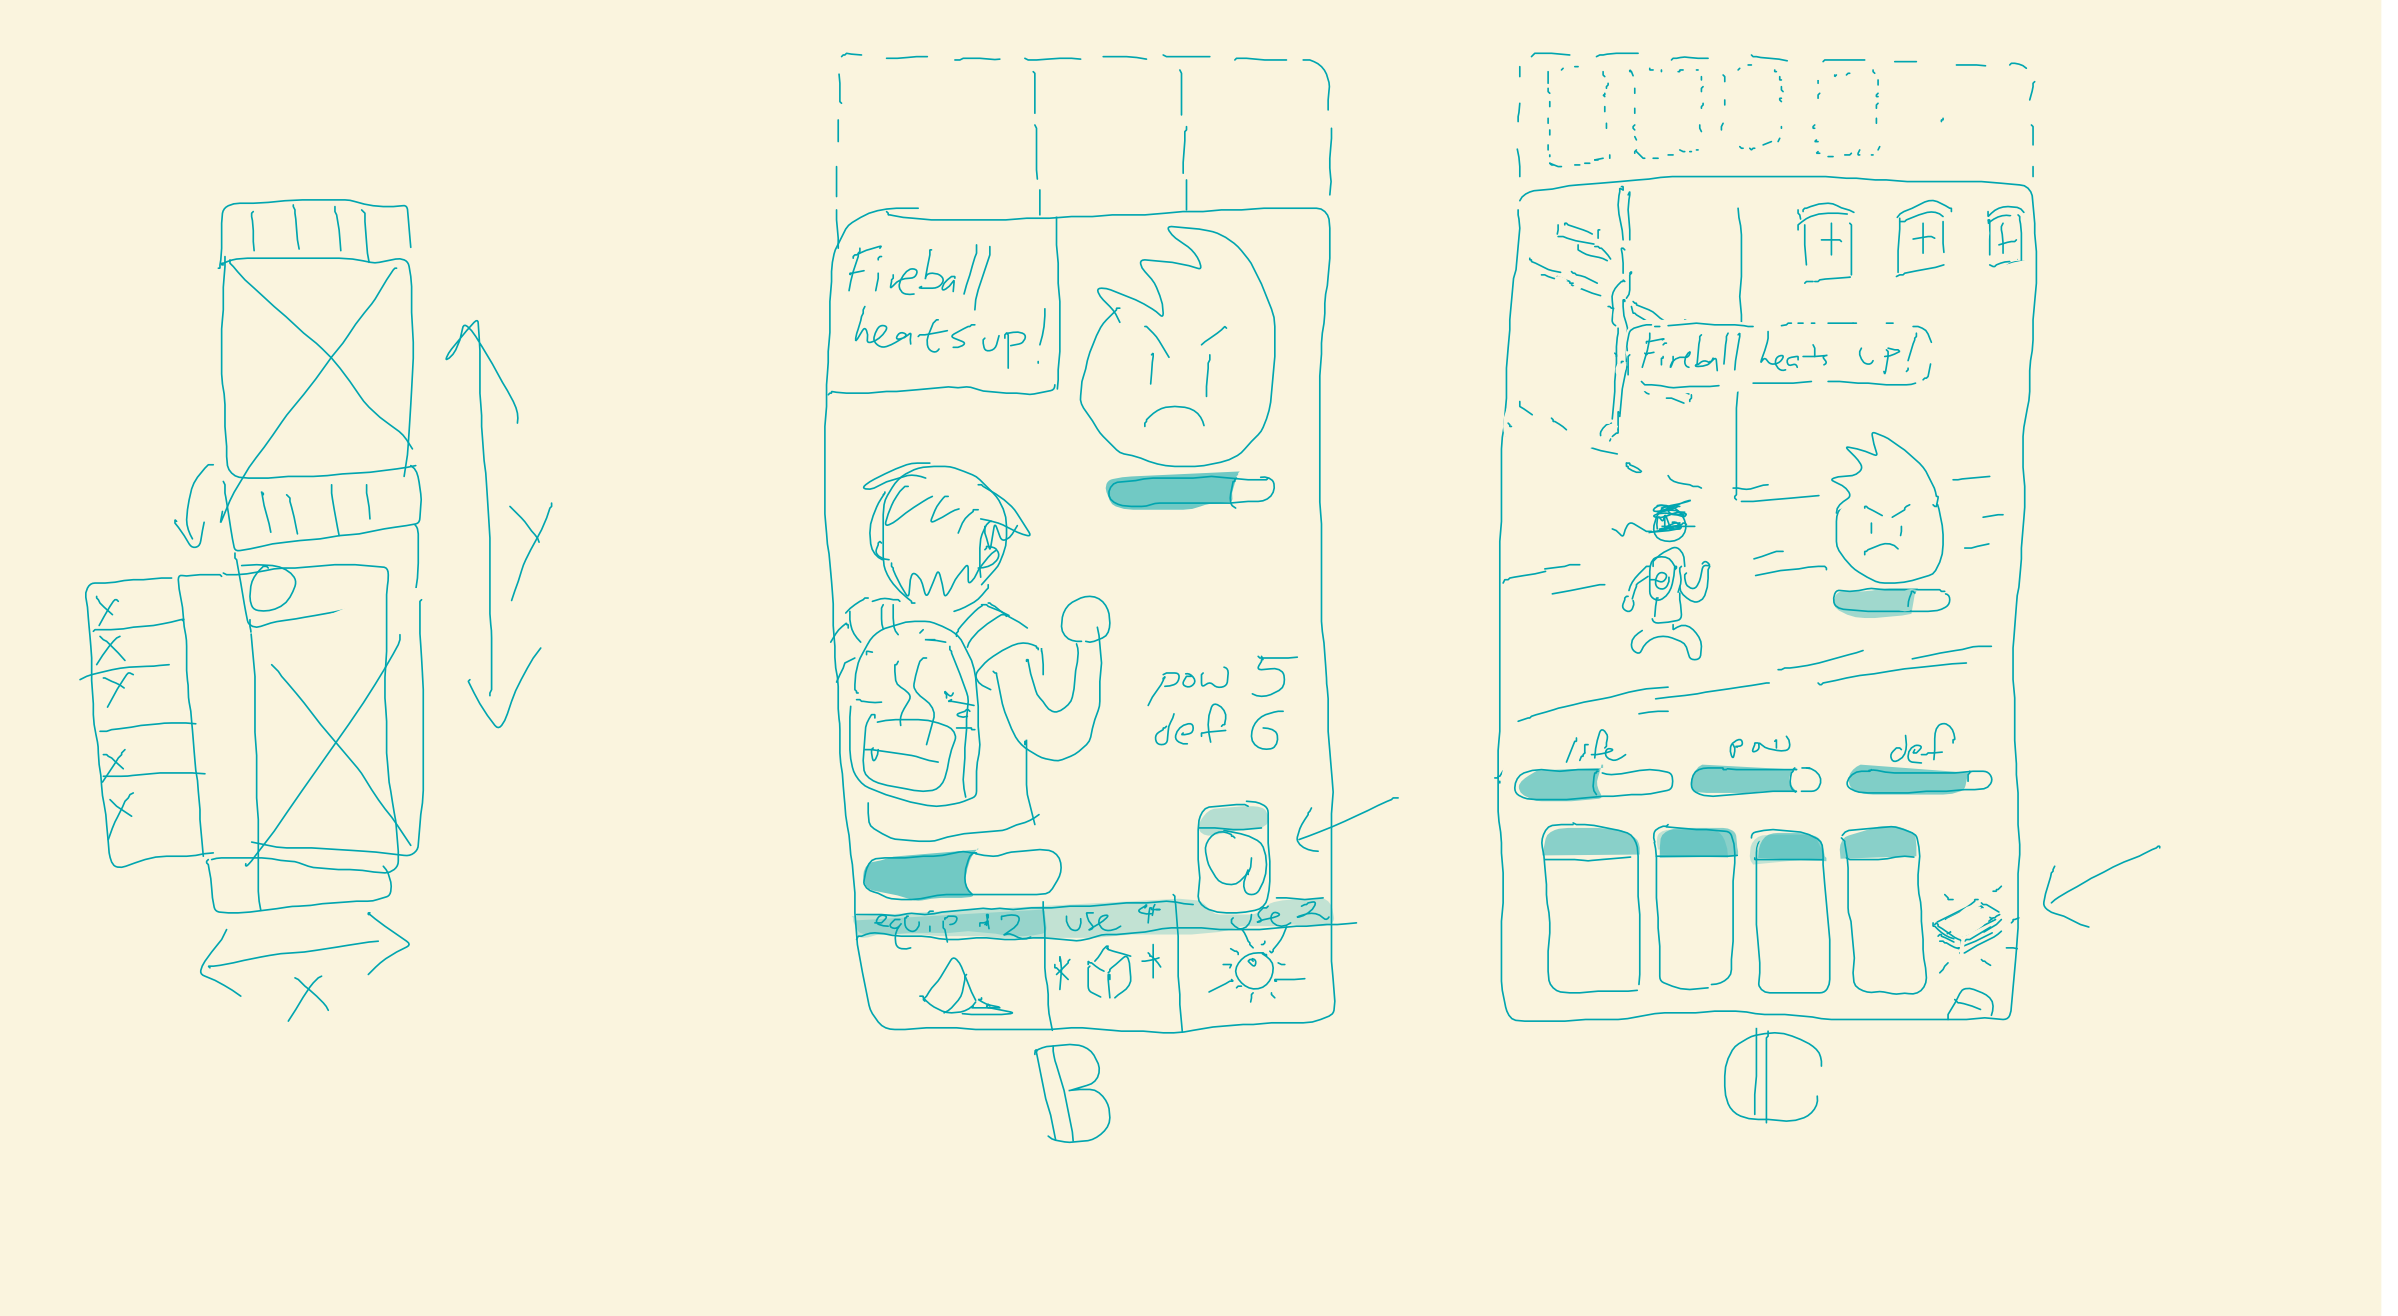 Y
X
Fireball
heats up!
pow 5
def 6
equip +2
use 4
use 2
B
Fireball heats up!
life
pow
def
C